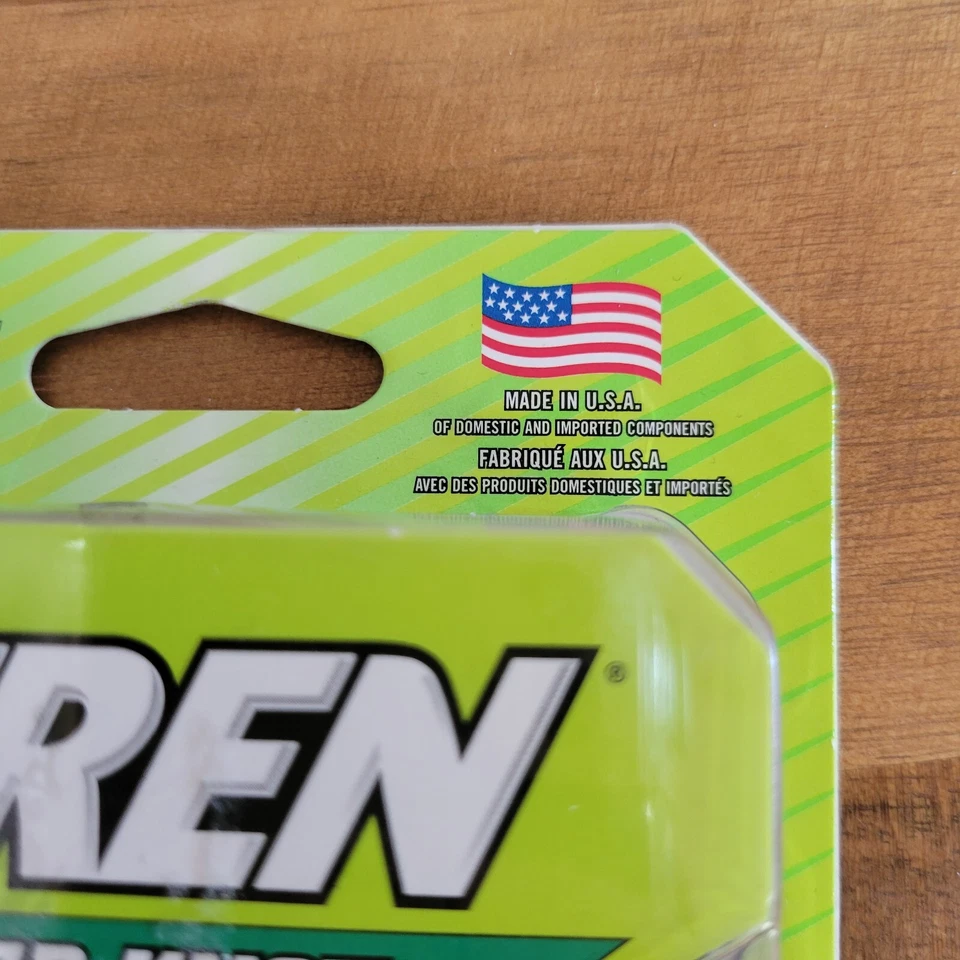 MADE IN U.S.A.
OF DOMESTIC AND IMPORTED COMPONENTS
FABRIQUÉ AUX U.S.A.
AVEC DES PRODUITS DOMESTIQUES ET IMPORTÉS
REN®